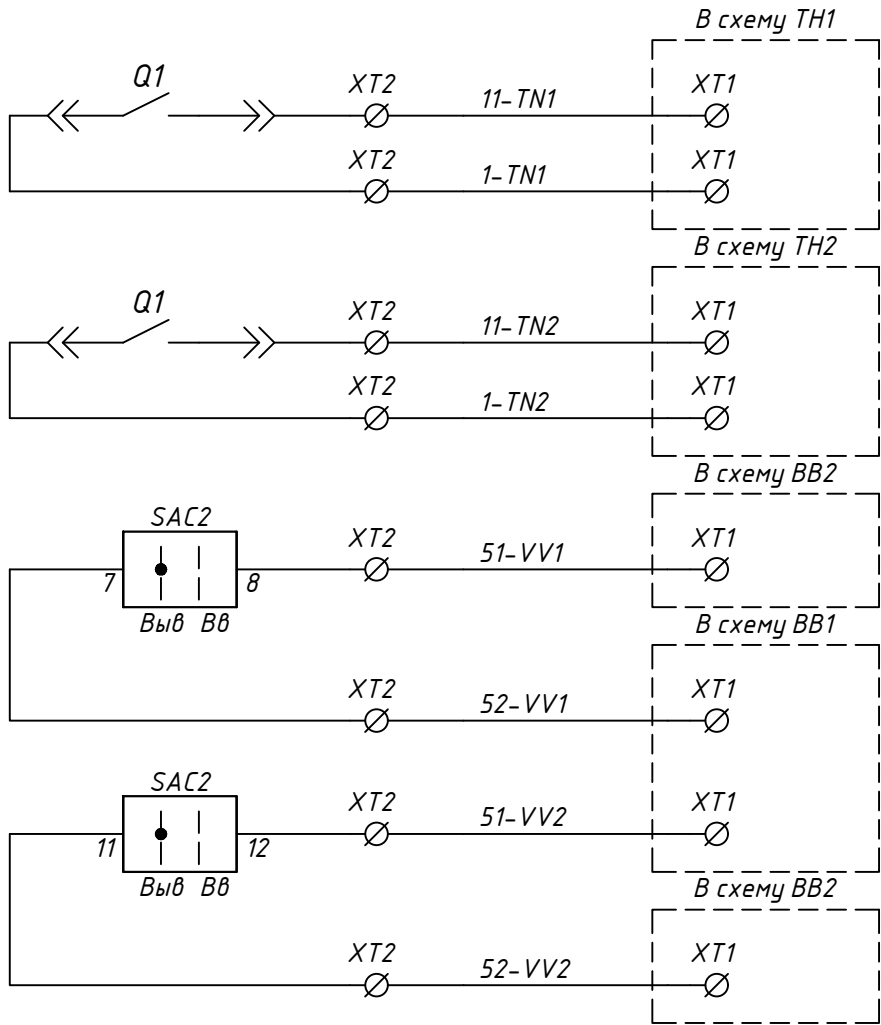 В схему ТН1
Q1
XT2
11-TN1
XT1
XT2
1-TN1
XT1
В схему ТН2
Q1
XT2
11-TN2
XT1
XT2
1-TN2
XT1
В схему ВВ2
SAC2
XT2
51-VV1
XT1
7
8
Выв Вв
В схему ВВ1
XT2
52-VV1
XT1
SAC2
XT2
51-VV2
XT1
11
12
Выв Вв
В схему ВВ2
XT2
52-VV2
XT1